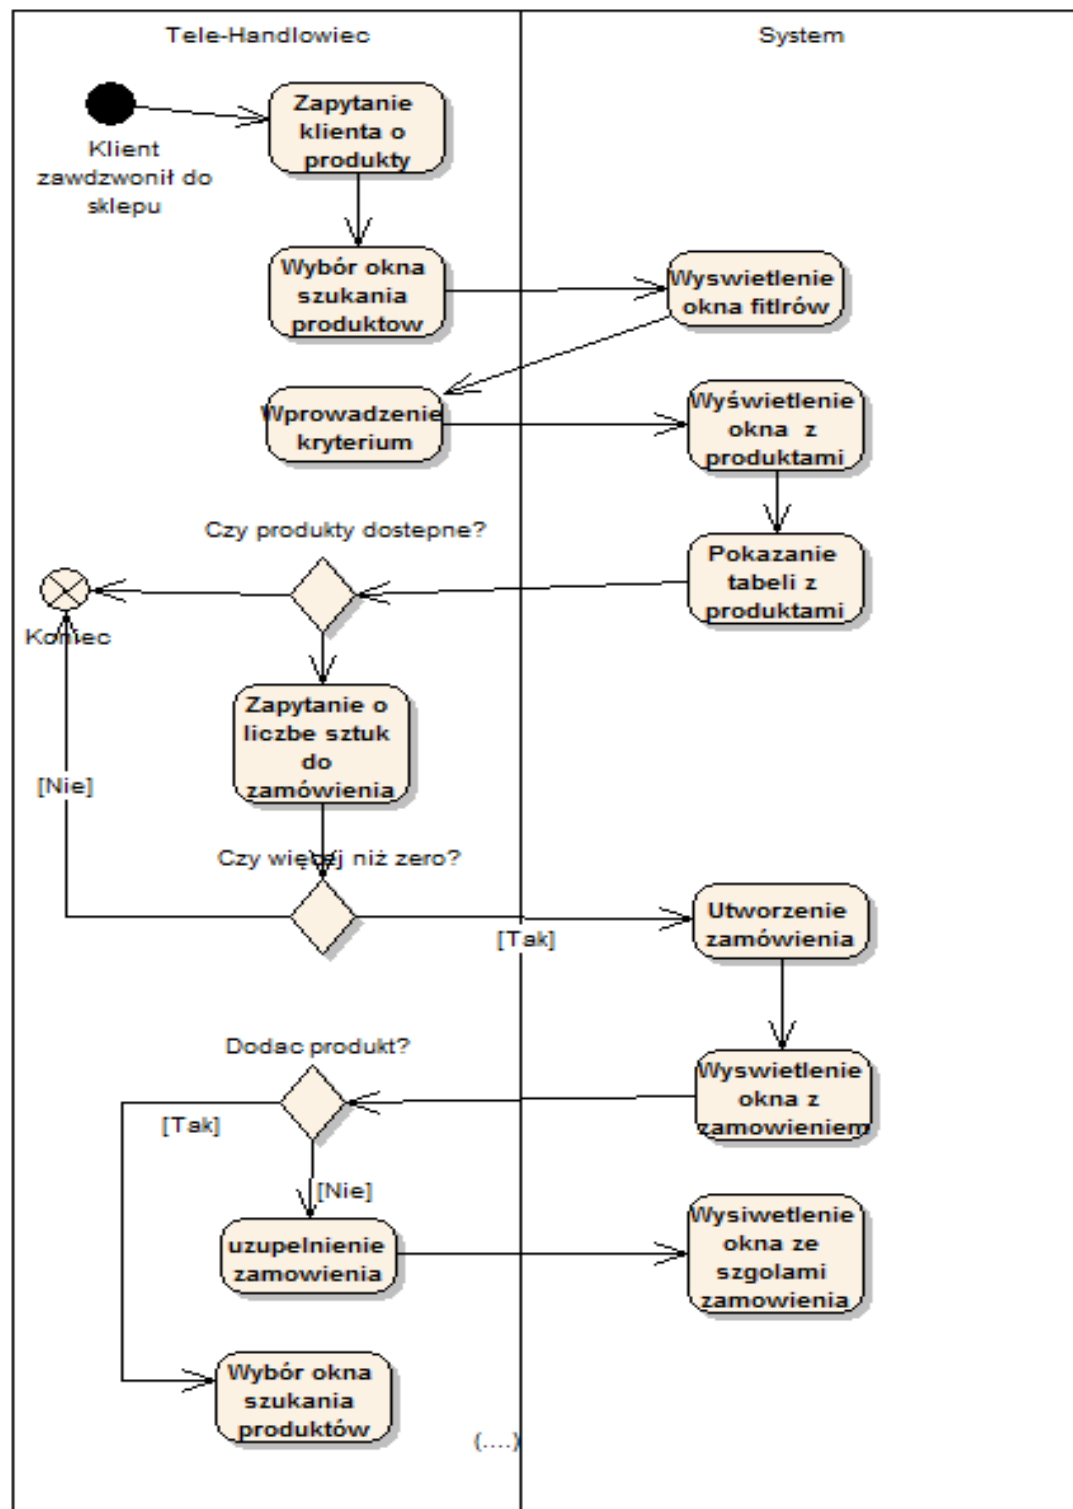 Tele-Handlowiec
System
Zapytanie
klienta o
produkty
Klient
zawdzwonił do
sklepu
Wybór okna
szukania
produktow
Wyswietlenie
okna fitlrów
Wprowadzenie
kryterium
Wyświetlenie
okna z
produktami
Czy produkty dostepne?
Pokazanie
tabeli z
produktami
Koniec
Zapytanie o
liczbe sztuk
do
zamówienia
[Nie]
Czy więcej niż zero?
Utworzenie
zamówienia
[Tak]
Dodac produkt?
Wyswietlenie
okna z
zamowieniem
[Tak]
[Nie]
uzupelnienie
zamowienia
Wysiwetlenie
okna ze
szgolami
zamowienia
Wybór okna
szukania
produktów
(....)